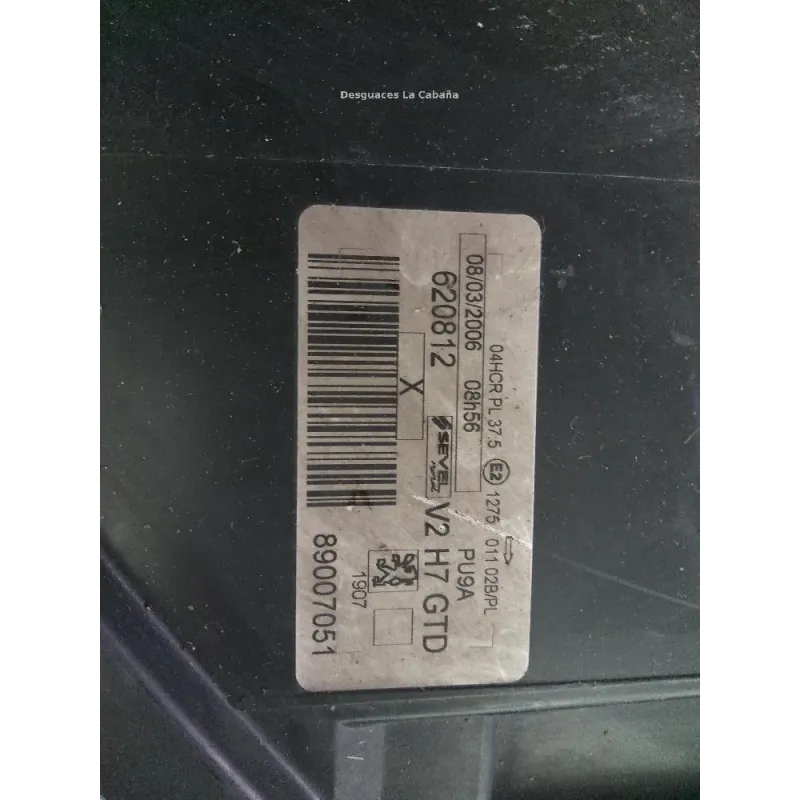 Desguaces La Cabaña
04HCR PL 37.5 E2 1275 011 02B/PL
08/03/2006 08h56
PU9A
620812 SEVEL V2 H7 GTD
X
1907
89007051